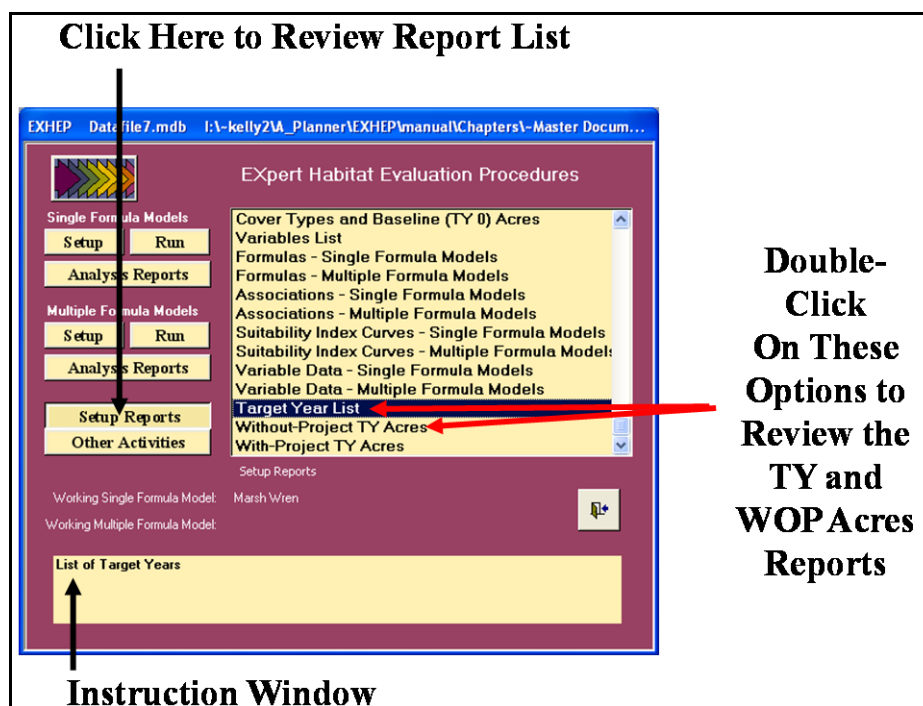 Click Here to Review Report List
EXHEP Datafile7.mdb I:\~kelly2\A_Planner\EXHEP\manual\Chapters\~Master Docum...
EXpert Habitat Evaluation Procedures
Single Formula Models
Setup Run
Analysis Reports
Multiple Formula Models
Setup Run
Analysis Reports
Setup Reports
Other Activities
Cover Types and Baseline (TY 0) Acres
Variables List
Formulas - Single Formula Models
Formulas - Multiple Formula Models
Associations - Single Formula Models
Associations - Multiple Formula Models
Suitability Index Curves - Single Formula Models
Suitability Index Curves - Multiple Formula Models
Variable Data - Single Formula Models
Variable Data - Multiple Formula Models
Target Year List
Without-Project TY Acres
With-Project TY Acres
Setup Reports
Working Single Formula Model: Marsh Wren
Working Multiple Formula Model:
List of Target Years
Double-
Click
On These
Options to
Review the
TY and
WOP Acres
Reports
Instruction Window